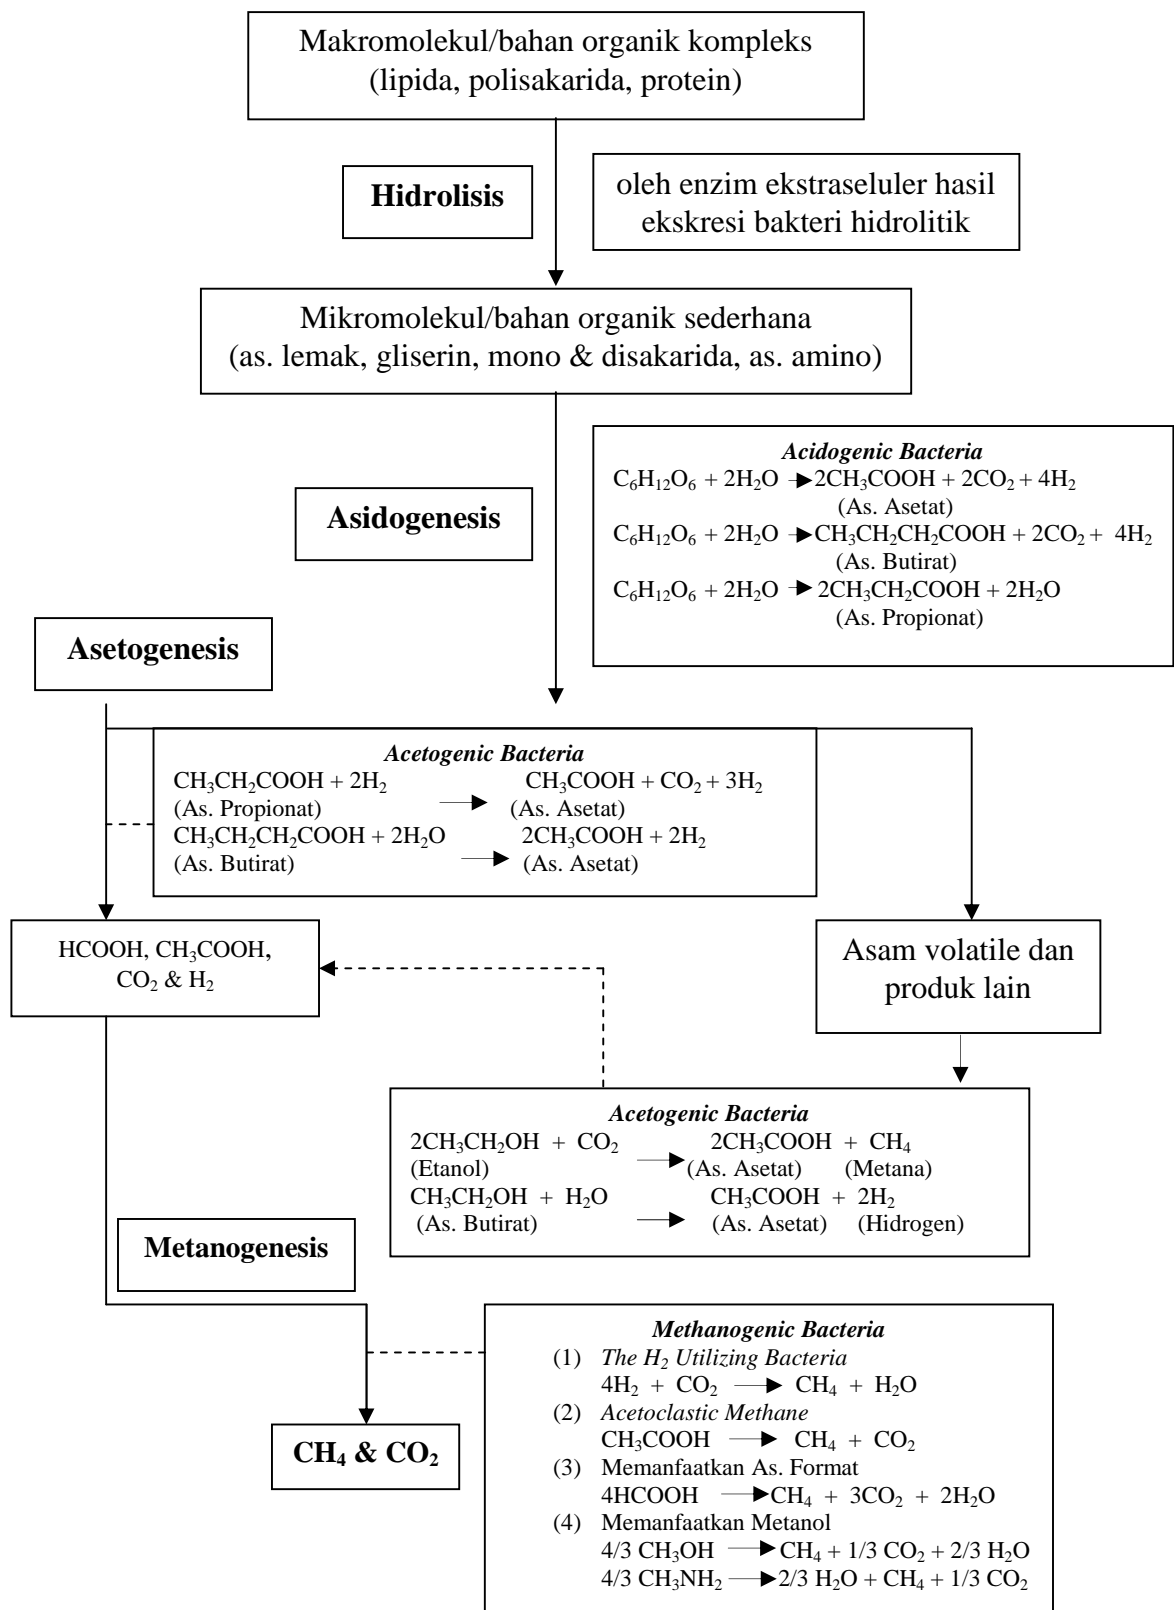 Makromolekul/bahan organik kompleks
(lipida, polisakarida, protein)
Hidrolisis
oleh enzim ekstraseluler hasil
ekskresi bakteri hidrolitik
Mikromolekul/bahan organik sederhana
(as. lemak, gliserin, mono & disakarida, as. amino)
Asidogenesis
Acidogenic Bacteria
C₆H₁₂O₆ + 2H₂O → 2CH₃COOH + 2CO₂ + 4H₂
(As. Asetat)
C₆H₁₂O₆ + 2H₂O → CH₃CH₂CH₂COOH + 2CO₂ + 4H₂
(As. Butirat)
C₆H₁₂O₆ + 2H₂O → 2CH₃CH₂COOH + 2H₂O
(As. Propionat)
Asetogenesis
Acetogenic Bacteria
CH₃CH₂COOH + 2H₂ → CH₃COOH + CO₂ + 3H₂
(As. Propionat) (As. Asetat)
CH₃CH₂CH₂COOH + 2H₂O → 2CH₃COOH + 2H₂
(As. Butirat) (As. Asetat)
HCOOH, CH₃COOH,
CO₂ & H₂
Asam volatile dan
produk lain
Acetogenic Bacteria
2CH₃CH₂OH + CO₂ → 2CH₃COOH + CH₄
(Etanol) (As. Asetat) (Metana)
CH₃CH₂OH + H₂O → CH₃COOH + 2H₂
(As. Butirat) (As. Asetat) (Hidrogen)
Metanogenesis
Methanogenic Bacteria
(1) The H₂ Utilizing Bacteria
4H₂ + CO₂ → CH₄ + H₂O
(2) Acetoclastic Methane
CH₃COOH → CH₄ + CO₂
(3) Memanfaatkan As. Format
4HCOOH → CH₄ + 3CO₂ + 2H₂O
(4) Memanfaatkan Metanol
4/3 CH₃OH → CH₄ + 1/3 CO₂ + 2/3 H₂O
4/3 CH₃NH₂ → 2/3 H₂O + CH₄ + 1/3 CO₂
CH₄ & CO₂